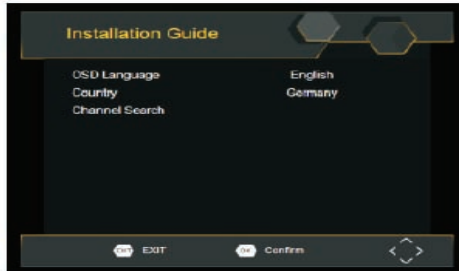 Installation Guide
OSD Language English
Country Germany
Channel Search
EXIT EXIT
OK Confirm